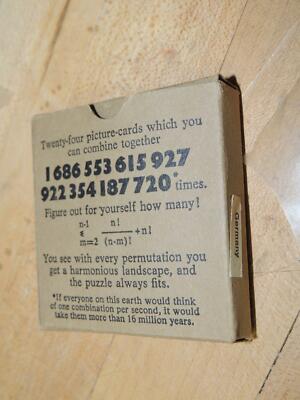 Twenty-four picture-cards which you
can combine together
1 686 553 615 927
922 354 187 720* times.
Figure out for yourself how many!
n-1 n!
≰ ——— +n!
m=2 (n-m)!
You see with every permutation you
get a harmonious landscape, and
the puzzle always fits.
*If everyone on this earth would think
of one combination per second, it would
take them more than 16 million years.
Germany